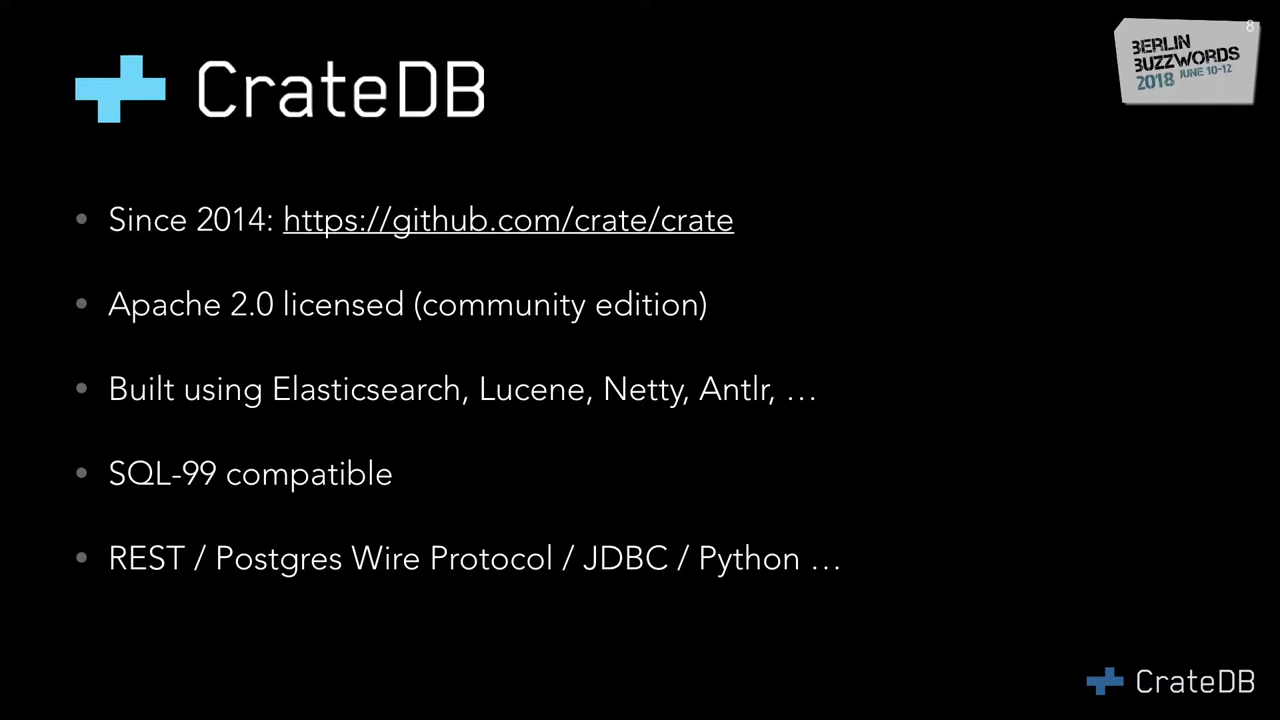 8
CrateDB
BERLIN
BUZZWORDS
2018 JUNE 10-12
• Since 2014: https://github.com/crate/crate
• Apache 2.0 licensed (community edition)
• Built using Elasticsearch, Lucene, Netty, Antlr, …
• SQL-99 compatible
• REST / Postgres Wire Protocol / JDBC / Python …
CrateDB